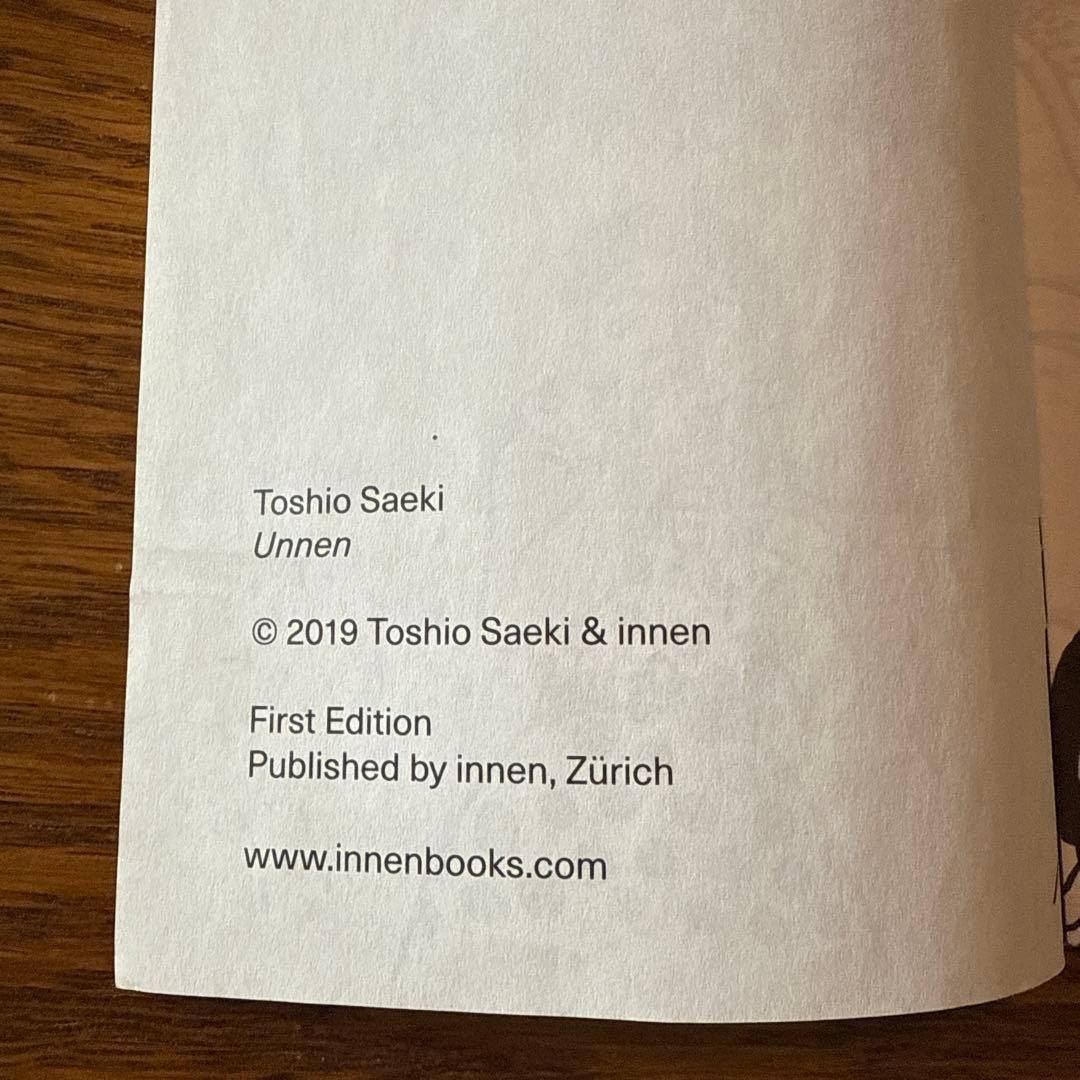 Toshio Saeki
Unnen
© 2019 Toshio Saeki & innen
First Edition
Published by innen, Zürich
www.innenbooks.com